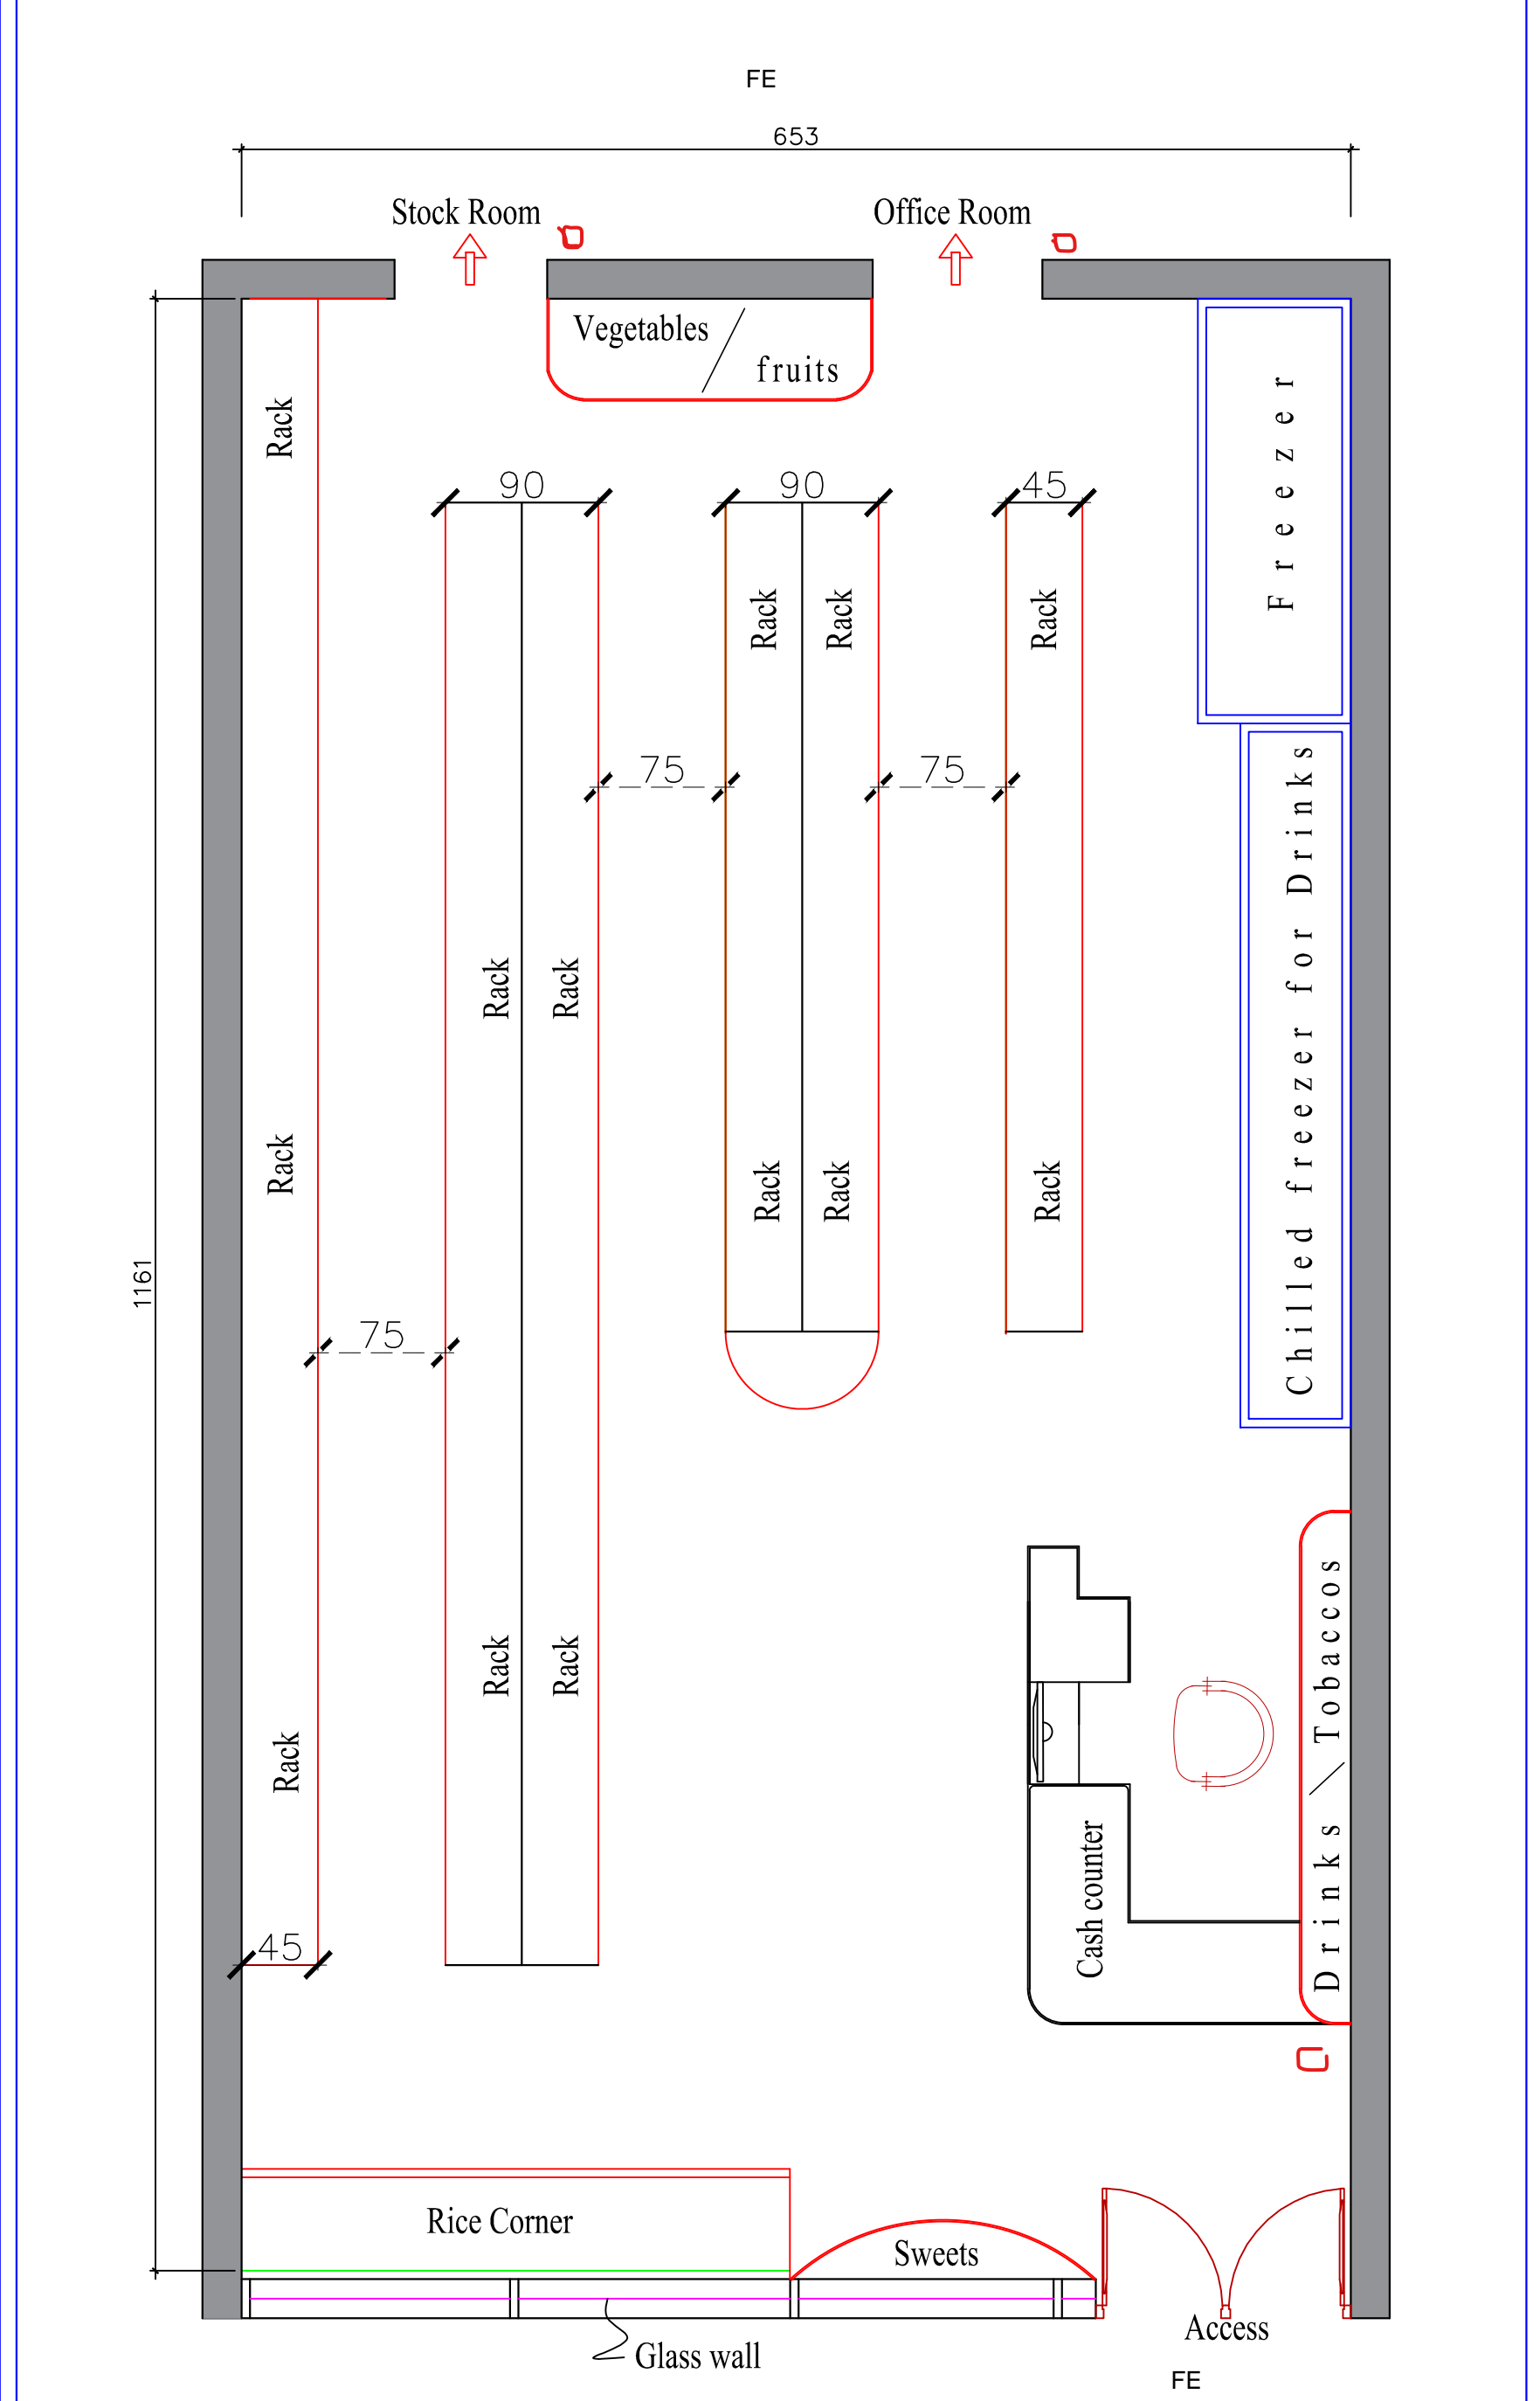 FE
653
Stock Room
Office Room
Vegetables /
fruits
Rack
Freezer
90
90
45
Rack
Rack
Rack
75
75
Chilled freezer for Drinks
Rack
Rack
Rack
Rack
Rack
Rack
1161
75
Drinks / Tobaccos
Rack
Rack
Rack
Cash counter
45
Rice Corner
Sweets
Access
Glass wall
FE